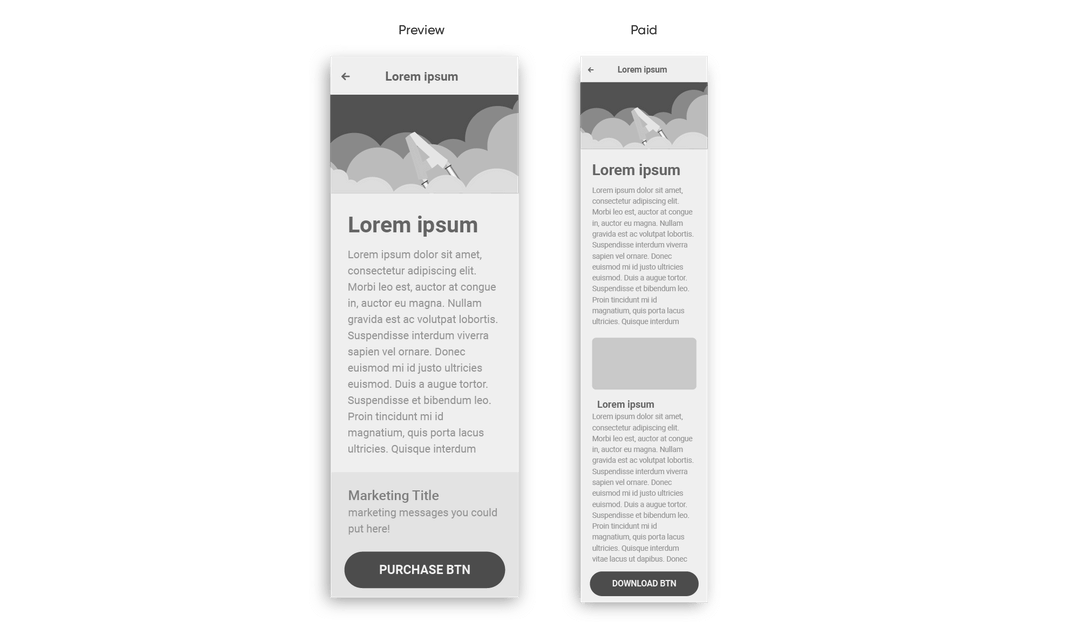 Preview
Lorem ipsum
Lorem ipsum
Lorem ipsum dolor sit amet,
consectetur adipiscing elit.
Morbi leo est, auctor at congue
in, auctor eu magna. Nullam
gravida est ac volutpat lobortis.
Suspendisse interdum viverra
sapien vel ornare. Donec
euismod mi id justo ultricies
euismod. Duis a augue tortor.
Suspendisse et bibendum leo.
Proin tincidunt mi id
magnatium, quis porta lacus
ultricies. Quisque interdum
Marketing Title
marketing messages you could
put here!
PURCHASE BTN
Paid
Lorem ipsum
Lorem ipsum
Lorem ipsum dolor sit amet,
consectetur adipiscing elit.
Morbi leo est, auctor at congue
in, auctor eu magna. Nullam
gravida est ac volutpat lobortis.
Suspendisse interdum viverra
sapien vel ornare. Donec
euismod mi id justo ultricies
euismod. Duis a augue tortor.
Suspendisse et bibendum leo.
Proin tincidunt mi id
magnatium, quis porta lacus
ultricies. Quisque interdum
Lorem ipsum
Lorem ipsum dolor sit amet,
consectetur adipiscing elit.
Morbi leo est, auctor at congue
in, auctor eu magna. Nullam
gravida est ac volutpat lobortis.
Suspendisse interdum viverra
sapien vel ornare. Donec
euismod mi id justo ultricies
euismod. Duis a augue tortor.
Suspendisse et bibendum leo.
Proin tincidunt mi id
magnatium, quis porta lacus
ultricies. Quisque interdum
vitae lacus ut dapibus. Donec
DOWNLOAD BTN